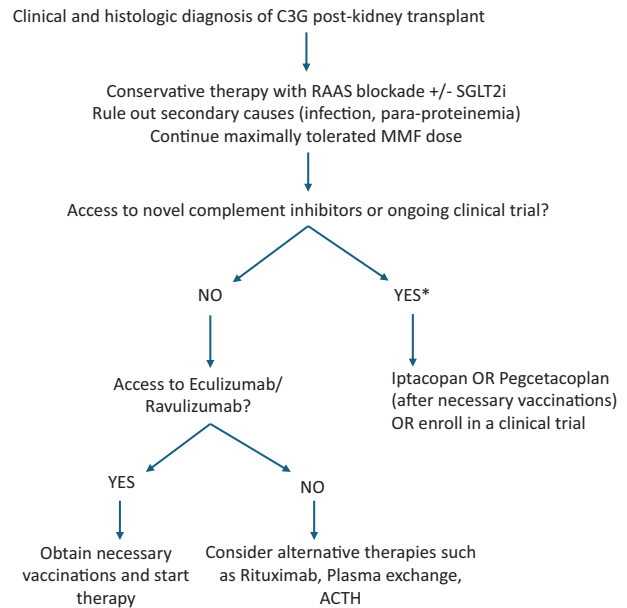 Clinical and histologic diagnosis of C3G post-kidney transplant
Conservative therapy with RAAS blockade +/- SGLT2i
Rule out secondary causes (infection, para-proteinemia)
Continue maximally tolerated MMF dose
Access to novel complement inhibitors or ongoing clinical trial?
NO
YES*
Access to Eculizumab/
Ravulizumab?
Iptacopan OR Pegcetacoplan
(after necessary vaccinations)
OR enroll in a clinical trial
YES
NO
Obtain necessary
vaccinations and start
therapy
Consider alternative therapies such
as Rituximab, Plasma exchange,
ACTH